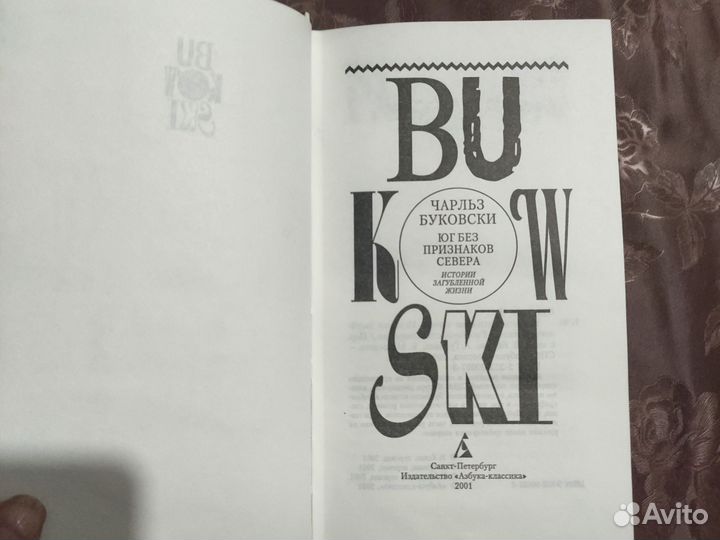 BU
KOW
SKI
ЧАРЛЬЗ
БУКОВСКИ
ЮГ БЕЗ
ПРИЗНАКОВ
СЕВЕРА
ИСТОРИИ
ЗАГУБЛЕННОЙ
ЖИЗНИ
Санкт-Петербург
Издательство «Азбука-классика»
2001
Avito